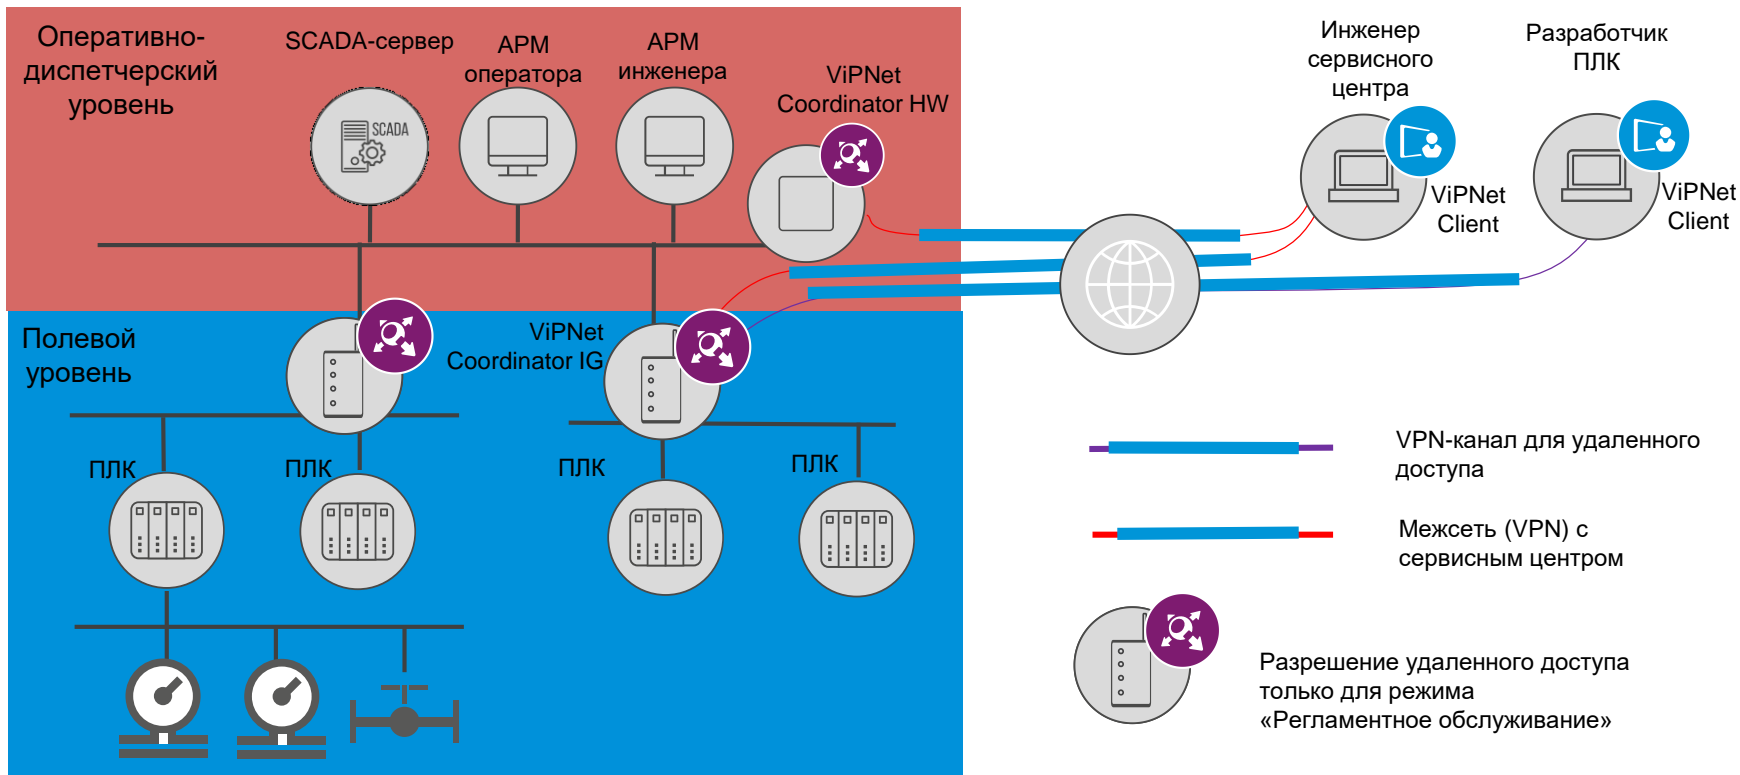 Оперативно-
диспетчерский
уровень
SCADA-сервер
АРМ
оператора
АРМ
инженера
ViPNet
Coordinator HW
SCADA
Инженер
сервисного
центра
Разработчик
ПЛК
ViPNet
Client
ViPNet
Client
Полевой
уровень
ViPNet
Coordinator IG
ПЛК
ПЛК
ПЛК
ПЛК
VPN-канал для удаленного
доступа
Межсеть (VPN) с
сервисным центром
Разрешение удаленного доступа
только для режима
«Регламентное обслуживание»